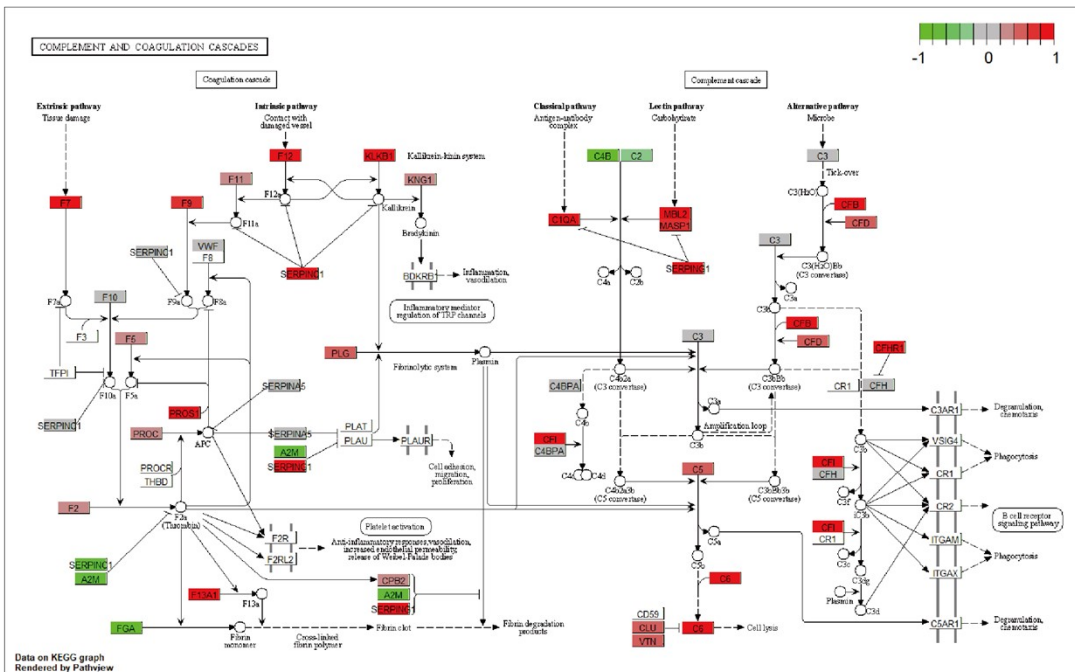 COMPLEMENT AND COAGULATION CASCADES
-1 0 1
Coagulation cascade
Complement cascade
Extrinsic pathway
Tissue damage
Intrinsic pathway
Contact with
damaged vessel
Classical pathway
Antigen-antibody
complex
Lectin pathway
Carbohydrate
Alternative pathway
Microbe
F12
KLKB1
Kallikrein-kinin system
C4B
C2
C3
Tick-over
F11
KNG1
F12a
Kallikrein
C3(H2O)
F7
F9
F11a
Bradykinin
C1QA
MBL2
MASP1
CFB
CFD
VWF
F8
SERPING1
BDKRB
Inflammation,
vasodilation
SERPING1
C3
C3(H2O)Bb
(C3 convertase)
C4a
C2b
C3a
F10
F7a
F9a
F8a
C3b
F3
F5
Inflammatory mediator
regulation of TRP channels
CFB
CFD
CFHR1
PLG
Plasmin
C3
Fibrinolytic system
TFPI
F10a
F5a
SERPINA5
C4BPA
C4b2a
(C3 convertase)
C3bBb
(C3 convertase)
CR1
CFH
SERPINC1
PROS1
C4b
C3a
C3AR1
Degranulation,
chemotaxis
PROC
APC
SERPINA5
PLAT
PLAU
PLAUR
A2M
CFI
C4BPA
Amplification loop
C3b
VSIG4
Phagocytosis
CR1
Cell adhesion,
migration,
proliferation
PROCR
THBD
C4c
C4d
C5
CFI
CFH
C3f
C4b2a3b
(C5 convertase)
C3bBb3b
(C5 convertase)
F2
F2a
(Thrombin)
Platelet activation
iC3b
CR2
B cell receptor
signaling pathway
F2R
F2RL2
Anti-inflammatory responses, vasodilation,
increased endothelial permeability,
release of Weibel-Palade bodies
C5a
CFI
CR1
ITGAM
Phagocytosis
SERPINC1
A2M
C5b
C3c
C3dg
ITGAX
CPB2
A2M
C6
Plasmin
F13A1
F13a
C3d
CD59
CLU
VTN
Cell lysis
C5AR1
Degranulation,
chemotaxis
FGA
Fibrin
monomer
Cross-linked
fibrin polymer
Fibrin clot
Fibrin degradation
products
Data on KEGG graph
Rendered by Pathview